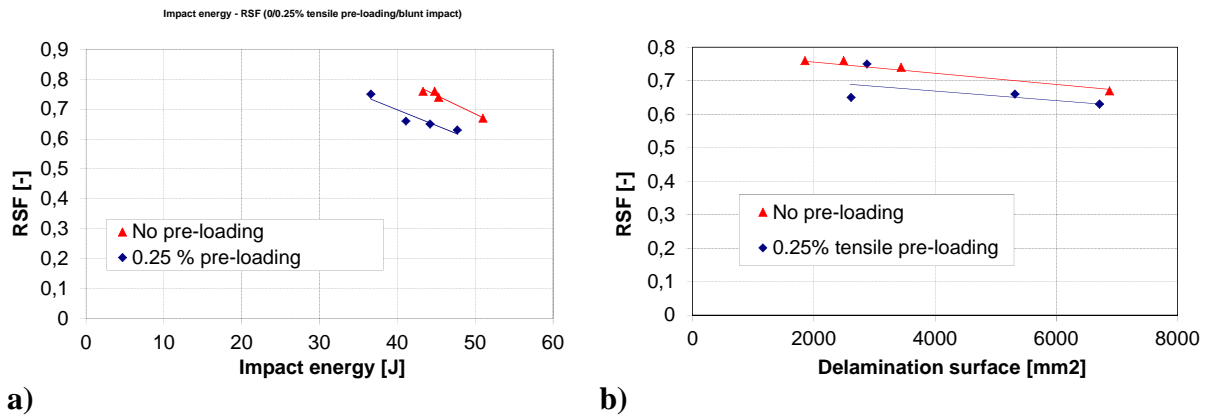 Impact energy - RSF (0/0.25% tensile pre-loading/blunt impact)
0,9
0,8
0,7
0,6
0,5
0,4
0,3
0,2
0,1
0
RSF [-]
No pre-loading
0.25 % pre-loading
0 10 20 30 40 50 60
Impact energy [J]
a)
0,8
0,7
0,6
0,5
0,4
0,3
0,2
0,1
0
RSF [-]
No pre-loading
0.25% tensile pre-loading
0 2000 4000 6000 8000
Delamination surface [mm2]
b)